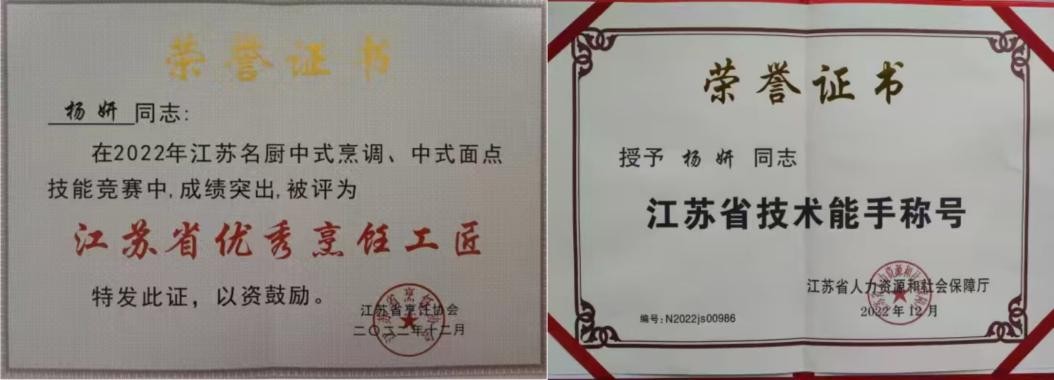 荣誉证书
杨妍 同志:
在2022年江苏名厨中式烹调、中式面点
技能竞赛中,成绩突出,被评为
江苏省优秀烹饪工匠
特发此证，以资鼓励。
江苏省烹饪协会
二〇二二年十二月
荣誉证书
授予 杨妍 同志
江苏省技术能手称号
江苏省人力资源和社会保障厅
2022年12月
编号:N2022js00986